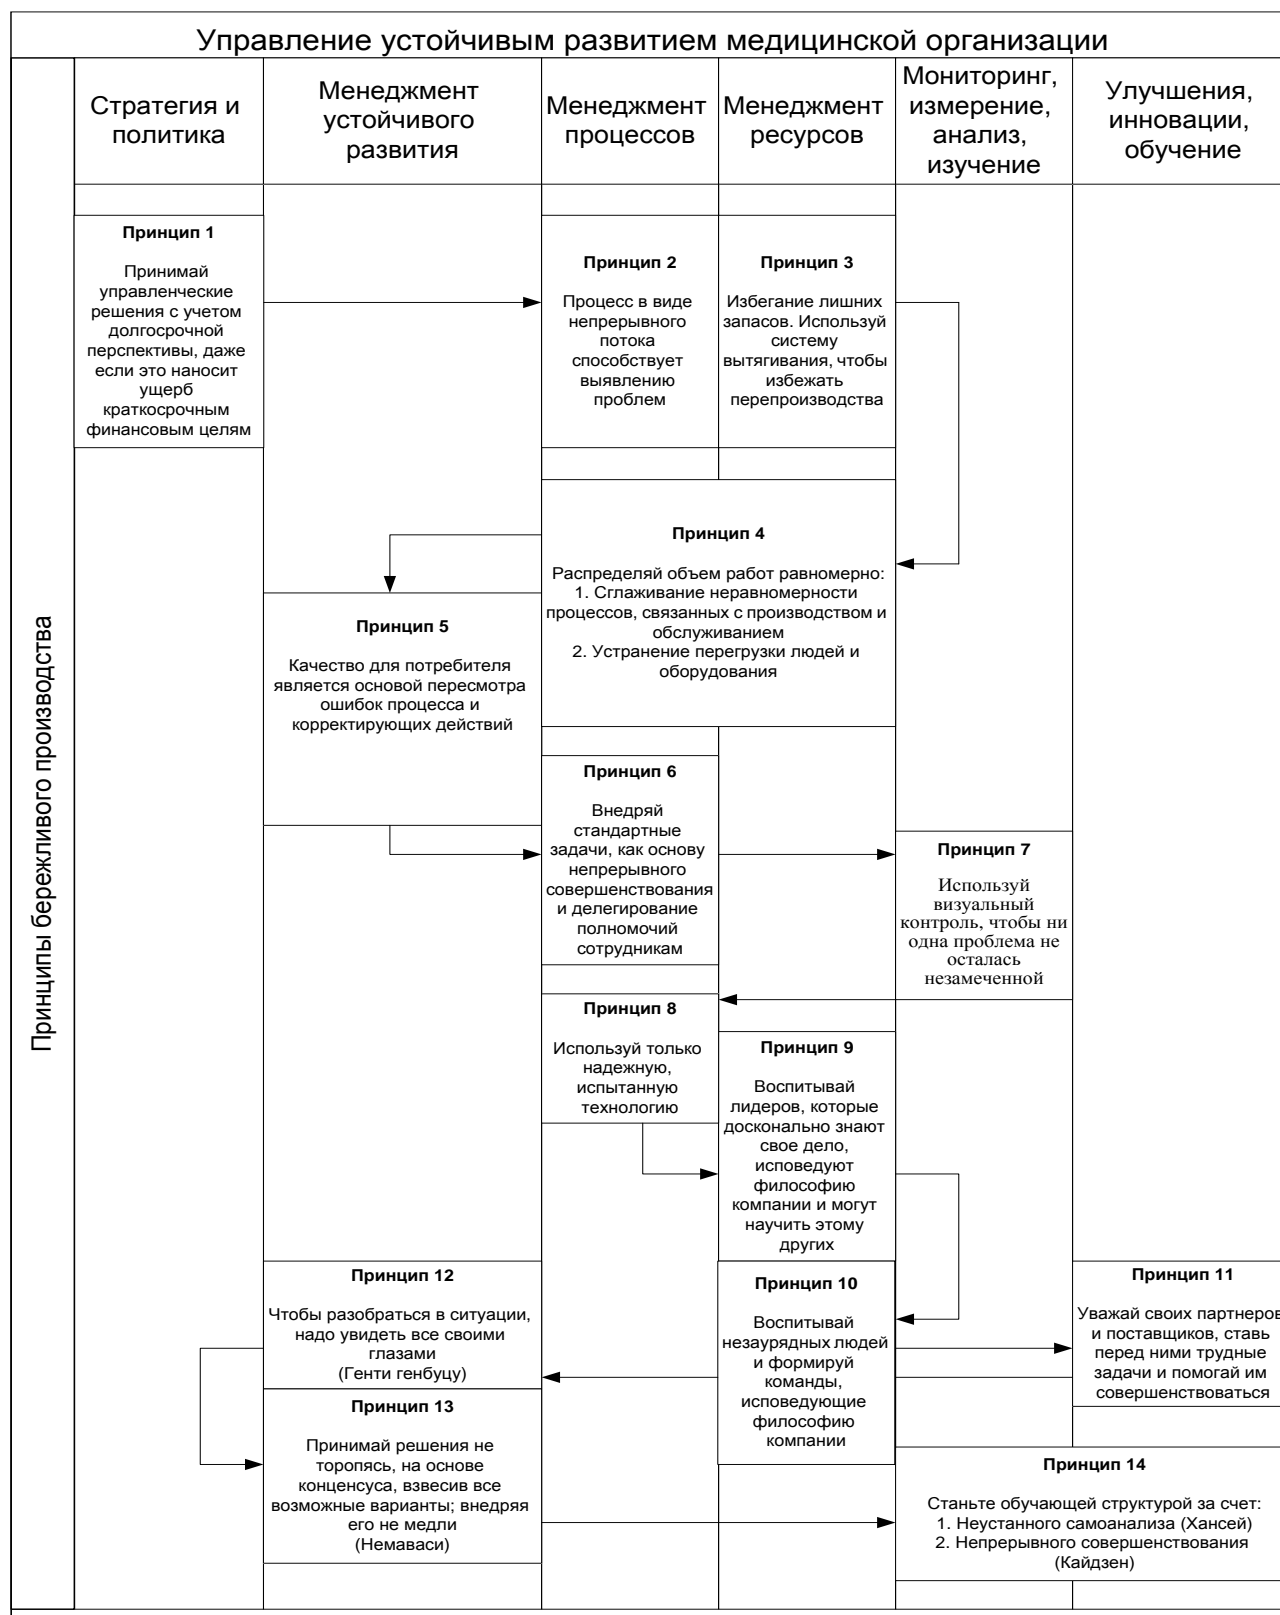 Управление устойчивым развитием медицинской организации
Принципы бережливого производства
Стратегия и
политика
Менеджмент
устойчивого
развития
Менеджмент
процессов
Менеджмент
ресурсов
Мониторинг,
измерение,
анализ,
изучение
Улучшения,
инновации,
обучение
Принцип 1
Принимай
управленческие
решения с учетом
долгосрочной
перспективы, даже
если это наносит
ущерб
краткосрочным
финансовым целям
Принцип 2
Процесс в виде
непрерывного
потока
способствует
выявлению
проблем
Принцип 3
Избегание лишних
запасов. Используй
систему
вытягивания, чтобы
избежать
перепроизводства
Принцип 4
Распределяй объем работ равномерно:
1. Сглаживание неравномерности
процессов, связанных с производством и
обслуживанием
2. Устранение перегрузки людей и
оборудования
Принцип 5
Качество для потребителя
является основой пересмотра
ошибок процесса и
корректирующих действий
Принцип 6
Внедряй
стандартные
задачи, как основу
непрерывного
совершенствования
и делегирование
полномочий
сотрудникам
Принцип 7
Используй
визуальный
контроль, чтобы ни
одна проблема не
осталась
незамеченной
Принцип 8
Используй только
надежную,
испытанную
технологию
Принцип 9
Воспитывай
лидеров, которые
досконально знают
свое дело,
исповедуют
философию
компании и могут
научить этому
других
Принцип 10
Воспитывай
незаурядных людей
и формируй
команды,
исповедующие
философию
компании
Принцип 11
Уважай своих партнеров
и поставщиков, ставь
перед ними трудные
задачи и помогай им
совершенствоваться
Принцип 12
Чтобы разобраться в ситуации,
надо увидеть все своими
глазами
(Генти генбуцу)
Принцип 13
Принимай решения не
торопясь, на основе
конценсуса, взвесив все
возможные варианты; внедряя
его не медли
(Немаваси)
Принцип 14
Станьте обучающей структурой за счет:
1. Неустанного самоанализа (Хансей)
2. Непрерывного совершенствования
(Кайдзен)